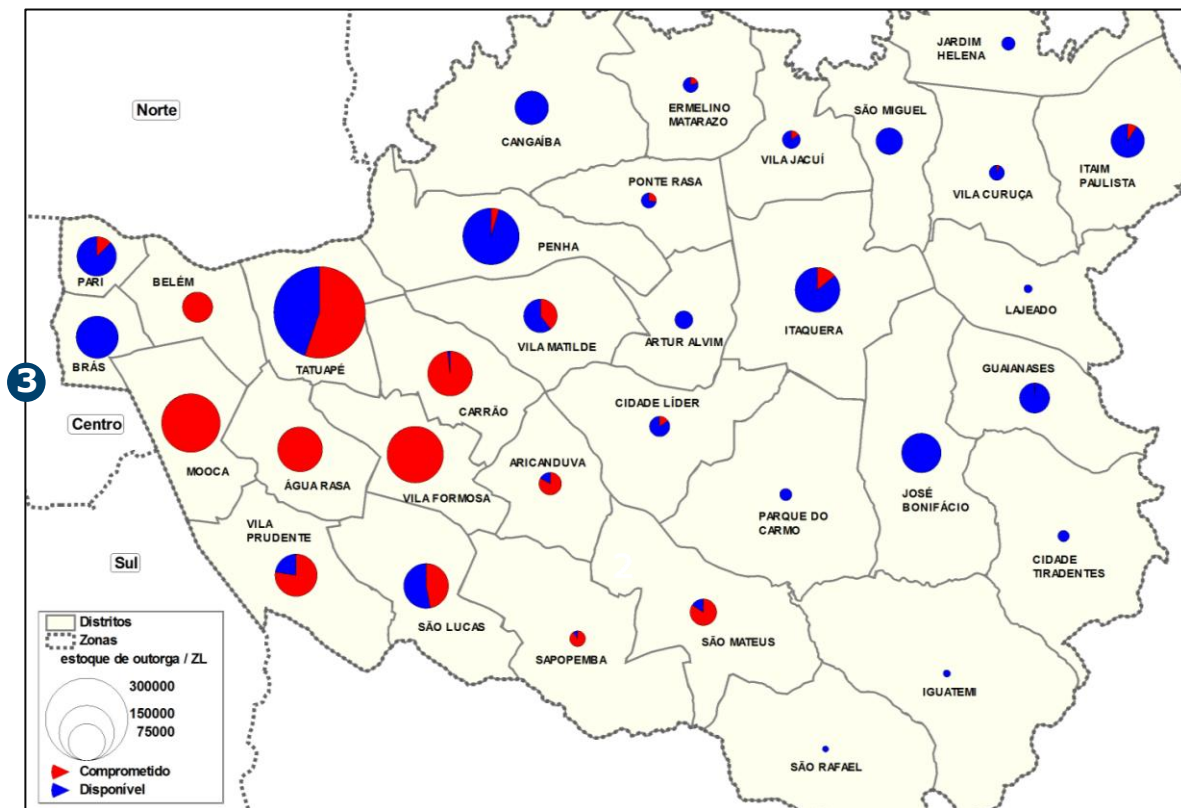 JARDIM
HELENA
Norte
ERMELINO
MATARAZO
SÃO MIGUEL
CANGAÍBA
VILA JACUÍ
ITAIM
PAULISTA
VILA CURUÇA
PONTE RASA
PENHA
PARI
BELÉM
ITAQUERA
LAJEADO
VILA MATILDE
ARTUR ALVIM
BRÁS
TATUAPÉ
GUAIANASES
3
CARRÃO
CIDADE LÍDER
Centro
MOOCA
ÁGUA RASA
VILA FORMOSA
ARICANDUVA
JOSÉ
BONIFÁCIO
PARQUE DO
CARMO
VILA
PRUDENTE
CIDADE
TIRADENTES
Sul
2
SÃO LUCAS
SAPOPEMBA
SÃO MATEUS
IGUATEMI
SÃO RAFAEL
Distritos
Zonas
estoque de outorga / ZL
300000
150000
75000
Comprometido
Disponível